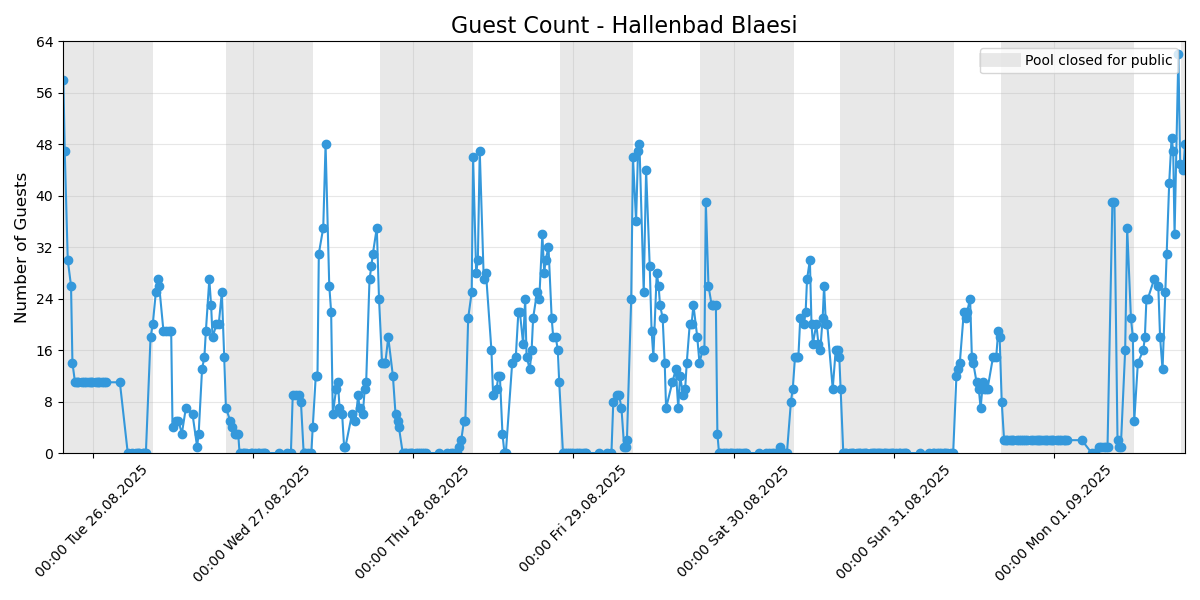 Guest Count - Hallenbad Blaesi
Pool closed for public
Number of Guests
64
56
48
40
32
24
16
8
0
00:00 Tue 26.08.2025
00:00 Wed 27.08.2025
00:00 Thu 28.08.2025
00:00 Fri 29.08.2025
00:00 Sat 30.08.2025
00:00 Sun 31.08.2025
00:00 Mon 01.09.2025